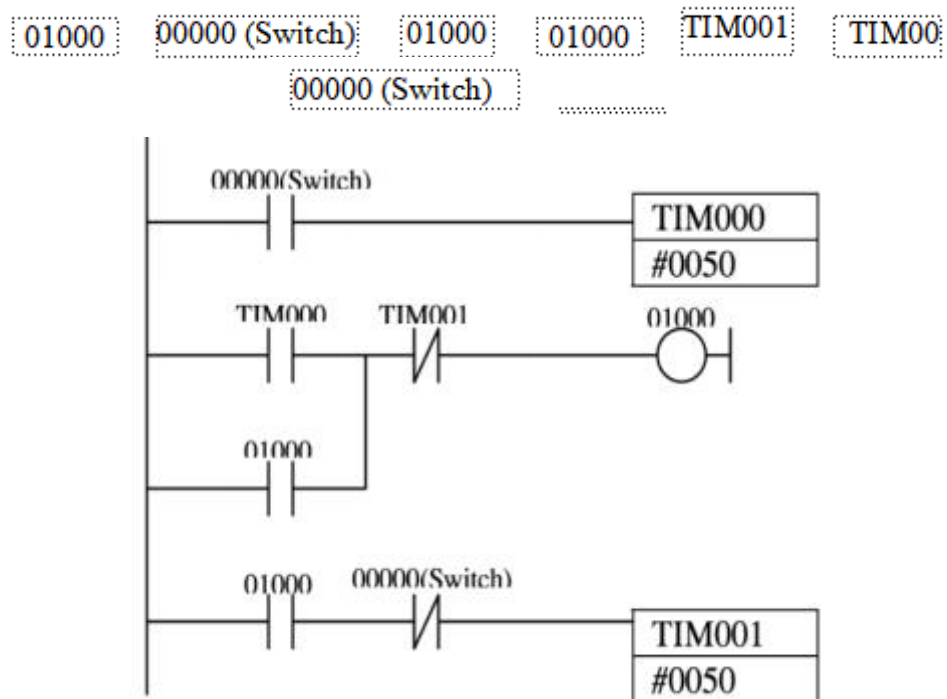 01000 00000 (Switch) 01000 01000 TIM001 TIM00
00000 (Switch)
00000(Switch)
TIM000
#0050
TIM000 TIM001 01000
01000
01000 00000(Switch)
TIM001
#0050